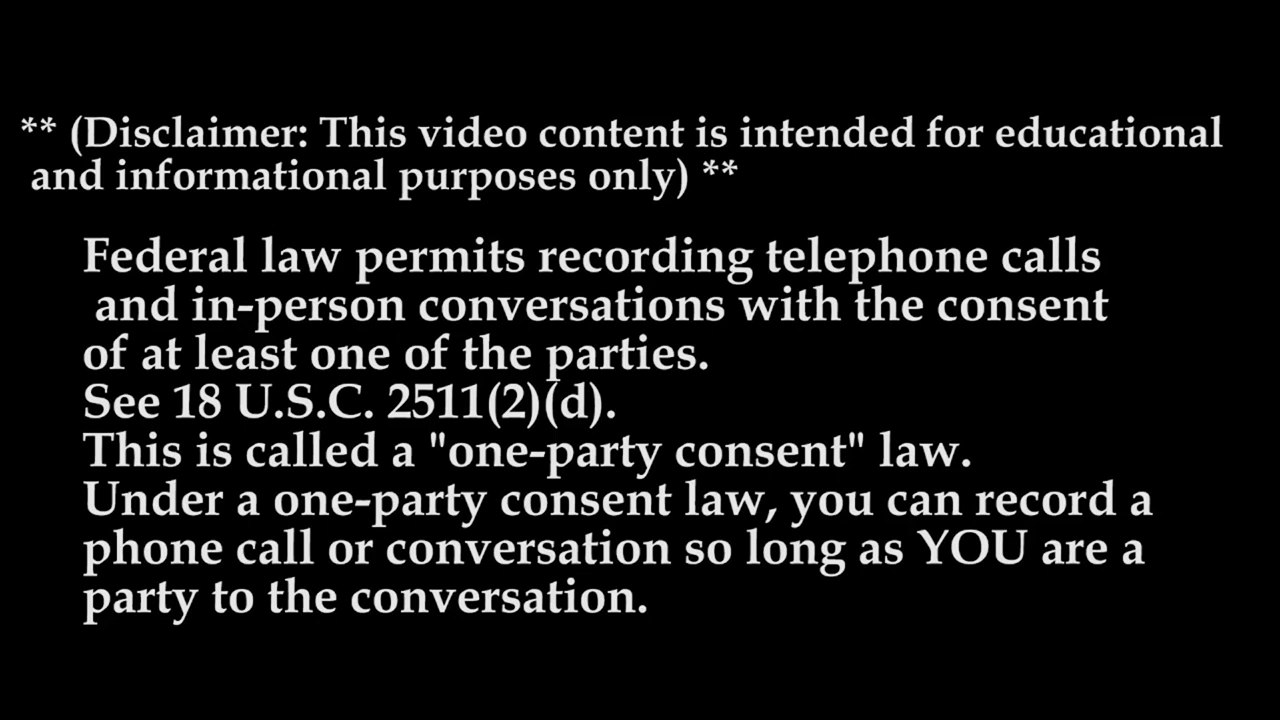 ** (Disclaimer: This video content is intended for educational
and informational purposes only) **
Federal law permits recording telephone calls
and in-person conversations with the consent
of at least one of the parties.
See 18 U.S.C. 2511(2)(d).
This is called a "one-party consent" law.
Under a one-party consent law, you can record a
phone call or conversation so long as YOU are a
party to the conversation.